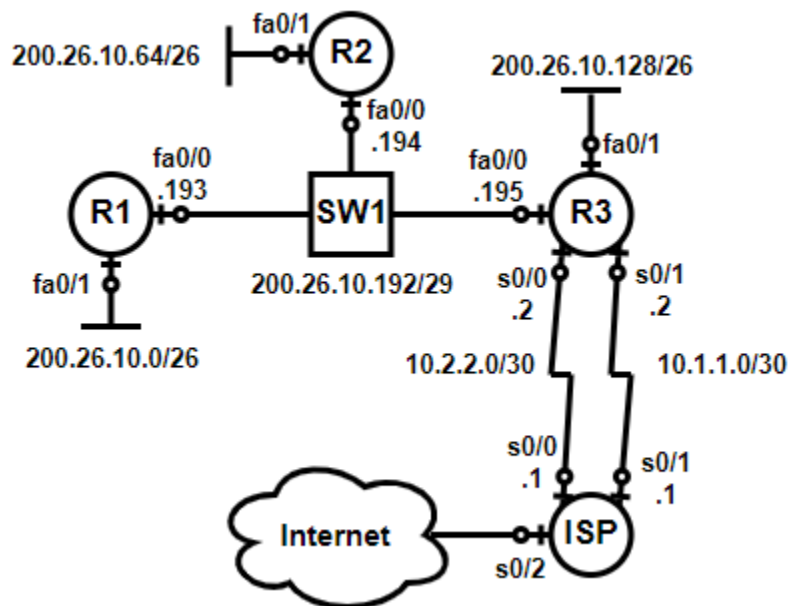 fa0/1
200.26.10.64/26
R2
200.26.10.128/26
fa0/0
.194
fa0/1
fa0/0
.193
fa0/0
.195
R1
SW1
R3
fa0/1
200.26.10.192/29
s0/0
.2
s0/1
.2
200.26.10.0/26
10.2.2.0/30
10.1.1.0/30
s0/0
.1
s0/1
.1
Internet
ISP
s0/2